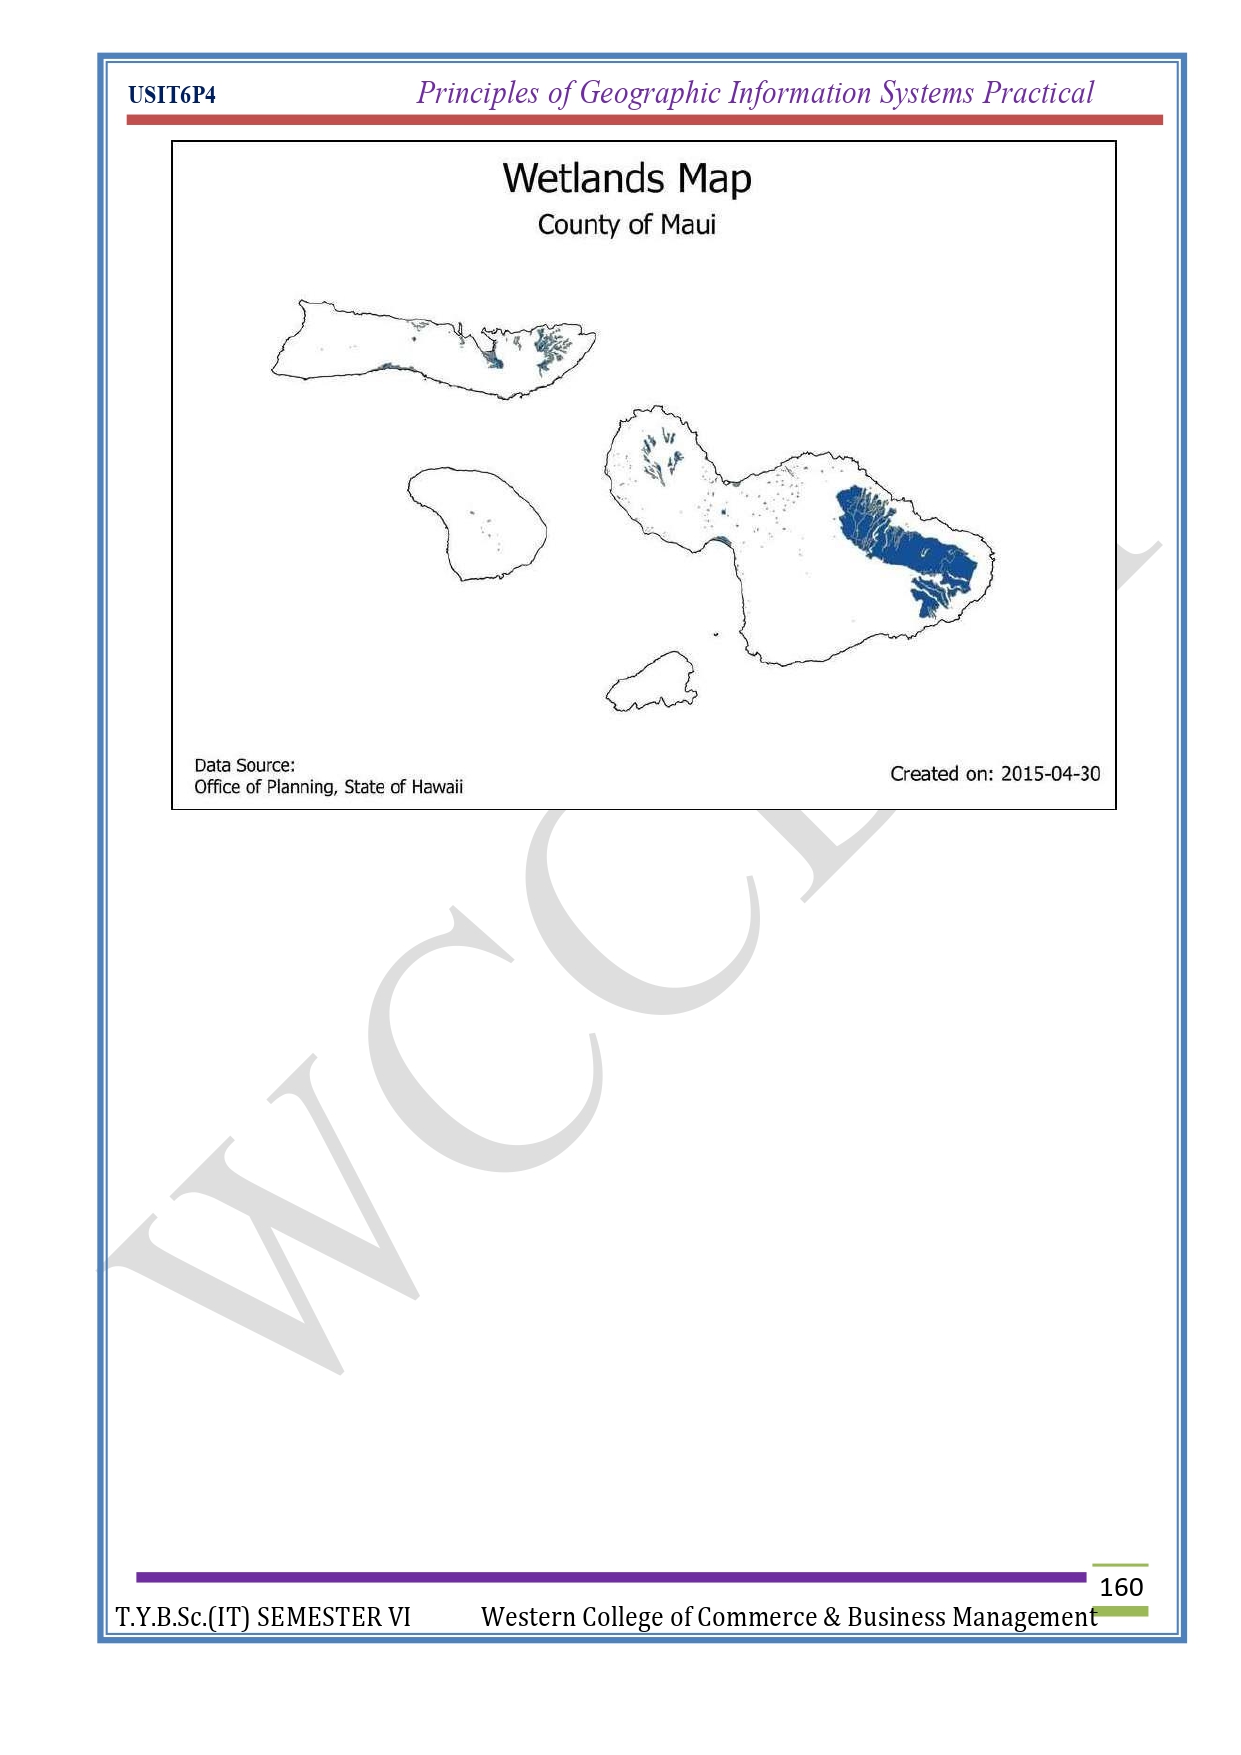 USIT6P4 Principles of Geographic Information Systems Practical
Wetlands Map
County of Maui
Data Source:
Office of Planning, State of Hawaii
Created on: 2015-04-30
160
T.Y.B.Sc.(IT) SEMESTER VI Western College of Commerce & Business Management